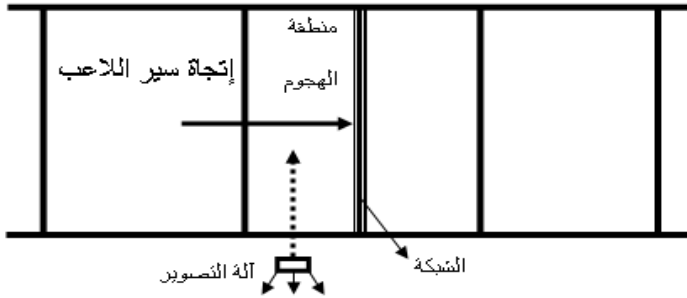 منطقة
الهجوم
إتجاة سير اللاعب
الشبكة
آلة التصوير